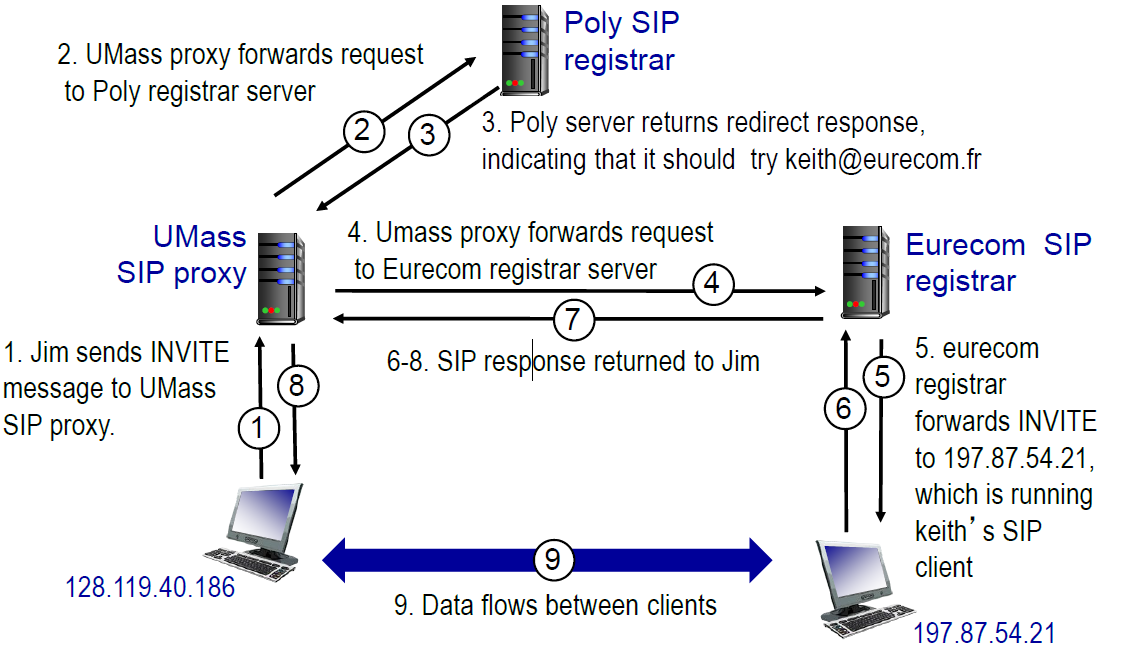 Poly SIP
registrar
2. UMass proxy forwards request
to Poly registrar server
2
3
3. Poly server returns redirect response,
indicating that it should try keith@eurecom.fr
UMass
SIP proxy
4. Umass proxy forwards request
to Eurecom registrar server
4
Eurecom SIP
registrar
7
6-8. SIP response returned to Jim
1. Jim sends INVITE
message to UMass
SIP proxy.
8
1
5
6
5. eurecom
registrar
forwards INVITE
to 197.87.54.21,
which is running
keith’s SIP
client
9
9. Data flows between clients
128.119.40.186
197.87.54.21